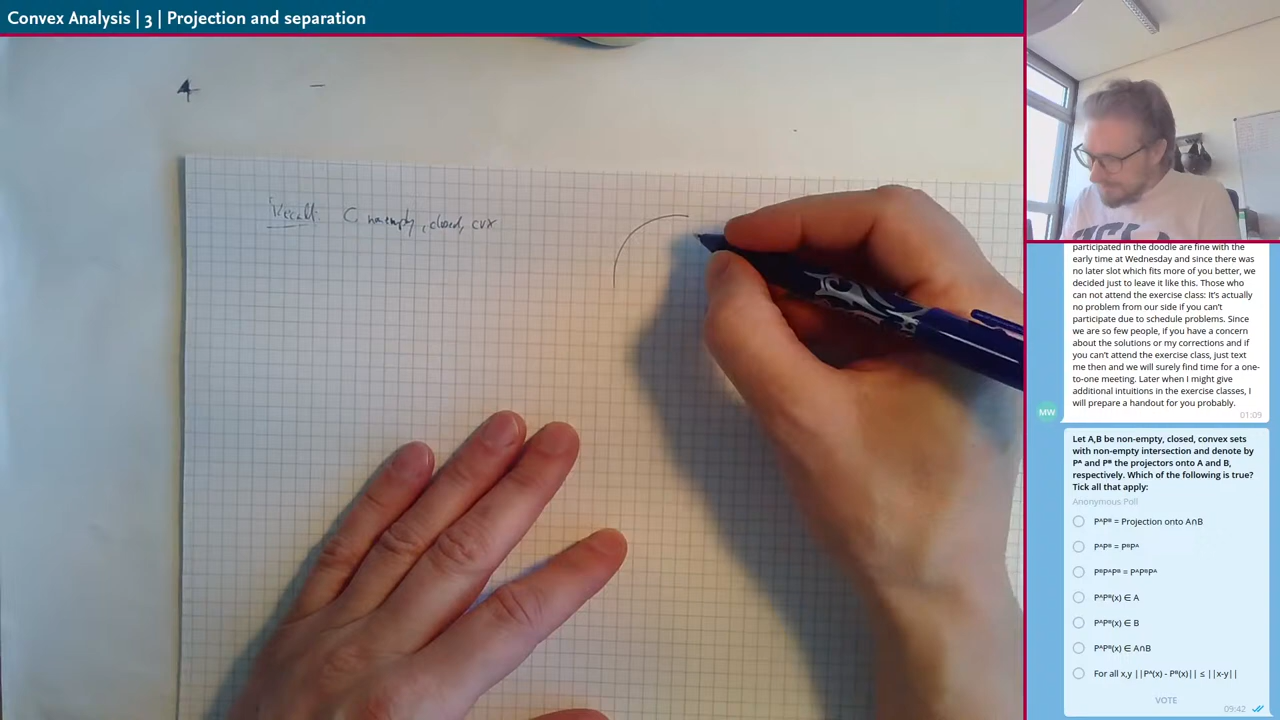 Convex Analysis | 3 | Projection and separation
4 –
Recall: C nonempty, closed, cvx
participated in the doodle are fine with the
early time at Wednesday and since there was
no later slot which fits more of you better, we
decided just to leave it like this. Those who
can not attend the exercise class: It's actually
no problem from our side if you can't
participate due to schedule problems. Since
we are so few people, if you have a concern
about the solutions or my corrections and if
you can't attend the exercise class, just text
me then and we will surely find time for a one-
to-one meeting. Later when I might give
additional intuitions in the exercise classes, I
will prepare a handout for you probably.
MW
01:09
Let A,B be non-empty, closed, convex sets
with non-empty intersection and denote by
Pᴬ and Pᴮ the projectors onto A and B,
respectively. Which of the following is true?
Tick all that apply:
Anonymous Poll
PᴬPᴮ = Projection onto A∩B
PᴬPᴮ = PᴮPᴬ
PᴮPᴬPᴮ = PᴬPᴮPᴬ
PᴬPᴮ(x) ∈ A
PᴬPᴮ(x) ∈ B
PᴬPᴮ(x) ∈ A∩B
For all x,y ||Pᴬ(x) - Pᴮ(x)|| ≤ ||x-y||
VOTE
09:42